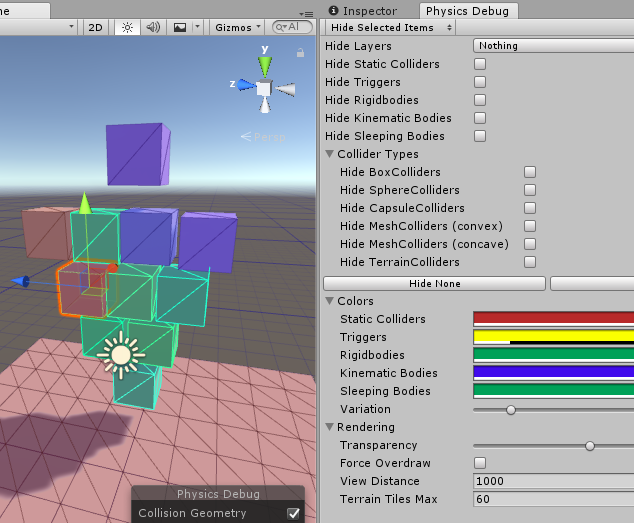 ne
2D
Gizmos
Al
y
z
Persp
Physics Debug
Collision Geometry
Inspector
Physics Debug
Hide Selected Items
Hide Layers Nothing
Hide Static Colliders
Hide Triggers
Hide Rigidbodies
Hide Kinematic Bodies
Hide Sleeping Bodies
Collider Types
Hide BoxColliders
Hide SphereColliders
Hide CapsuleColliders
Hide MeshColliders (convex)
Hide MeshColliders (concave)
Hide TerrainColliders
Hide None
Colors
Static Colliders
Triggers
Rigidbodies
Kinematic Bodies
Sleeping Bodies
Variation
Rendering
Transparency
Force Overdraw
View Distance 1000
Terrain Tiles Max 60